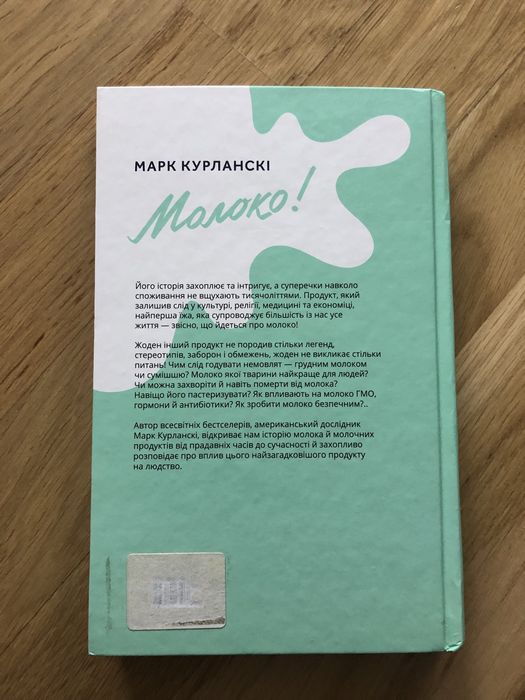 МАРК КУРЛАНСКІ
Молоко!
Його історія захоплює та інтригує, а суперечки навколо
споживання не вщухають тисячоліттями. Продукт, який
залишив слід у культурі, релігії, медицині та економіці,
найперша їжа, яка супроводжує більшість із нас усе
життя — звісно, що йдеться про молоко!
Жоден інший продукт не породив стільки легенд,
стереотипів, заборон і обмежень, жоден не викликає стільки
питань! Чим слід годувати немовлят — грудним молоком
чи сумішшю? Молоко якої тварини найкраще для людей?
Чи можна захворіти й навіть померти від молока?
Навіщо його пастеризувати? Як впливають на молоко ГМО,
гормони й антибіотики? Як зробити молоко безпечним?..
Автор всесвітніх бестселерів, американський дослідник
Марк Курланскі, відкриває нам історію молока й молочних
продуктів від прадавніх часів до сучасності й захопливо
розповідає про вплив цього найзагадковішого продукту
на людство.